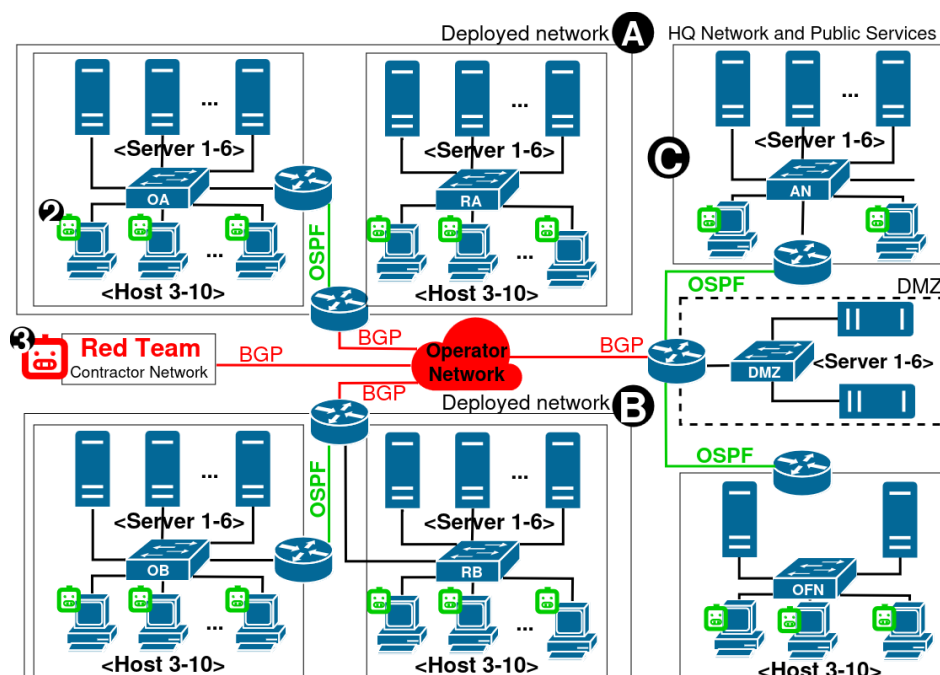 Deployed network A
HQ Network and Public Services
...
<Server 1-6>
OA
2
...
<Host 3-10>
OSPF
...
<Server 1-6>
RA
...
<Host 3-10>
C
...
<Server 1-6>
AN
OSPF
DMZ
3
Red Team
Contractor Network
BGP
BGP
Operator
Network
BGP
BGP
DMZ
<Server 1-6>
Deployed network B
...
<Server 1-6>
OB
...
<Host 3-10>
OSPF
...
<Server 1-6>
RB
...
<Host 3-10>
OSPF
OFN
<Host 3-10>